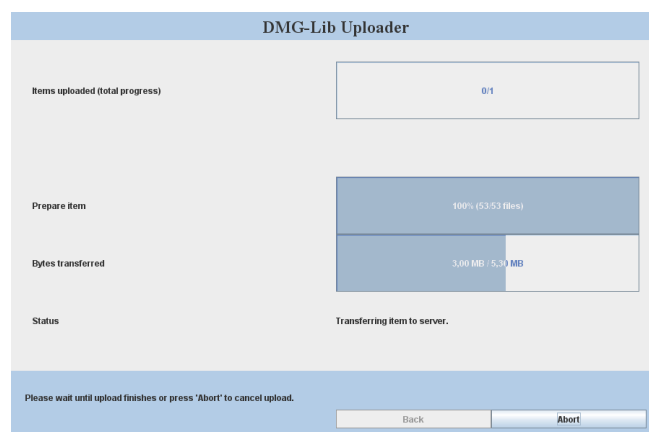 DMG-Lib Uploader
Items uploaded (total progress)
0/1
Prepare item
100% (53/53 files)
Bytes transferred
3,00 MB / 5,30 MB
Status
Transferring item to server.
Please wait until upload finishes or press 'Abort' to cancel upload.
Back
Abort